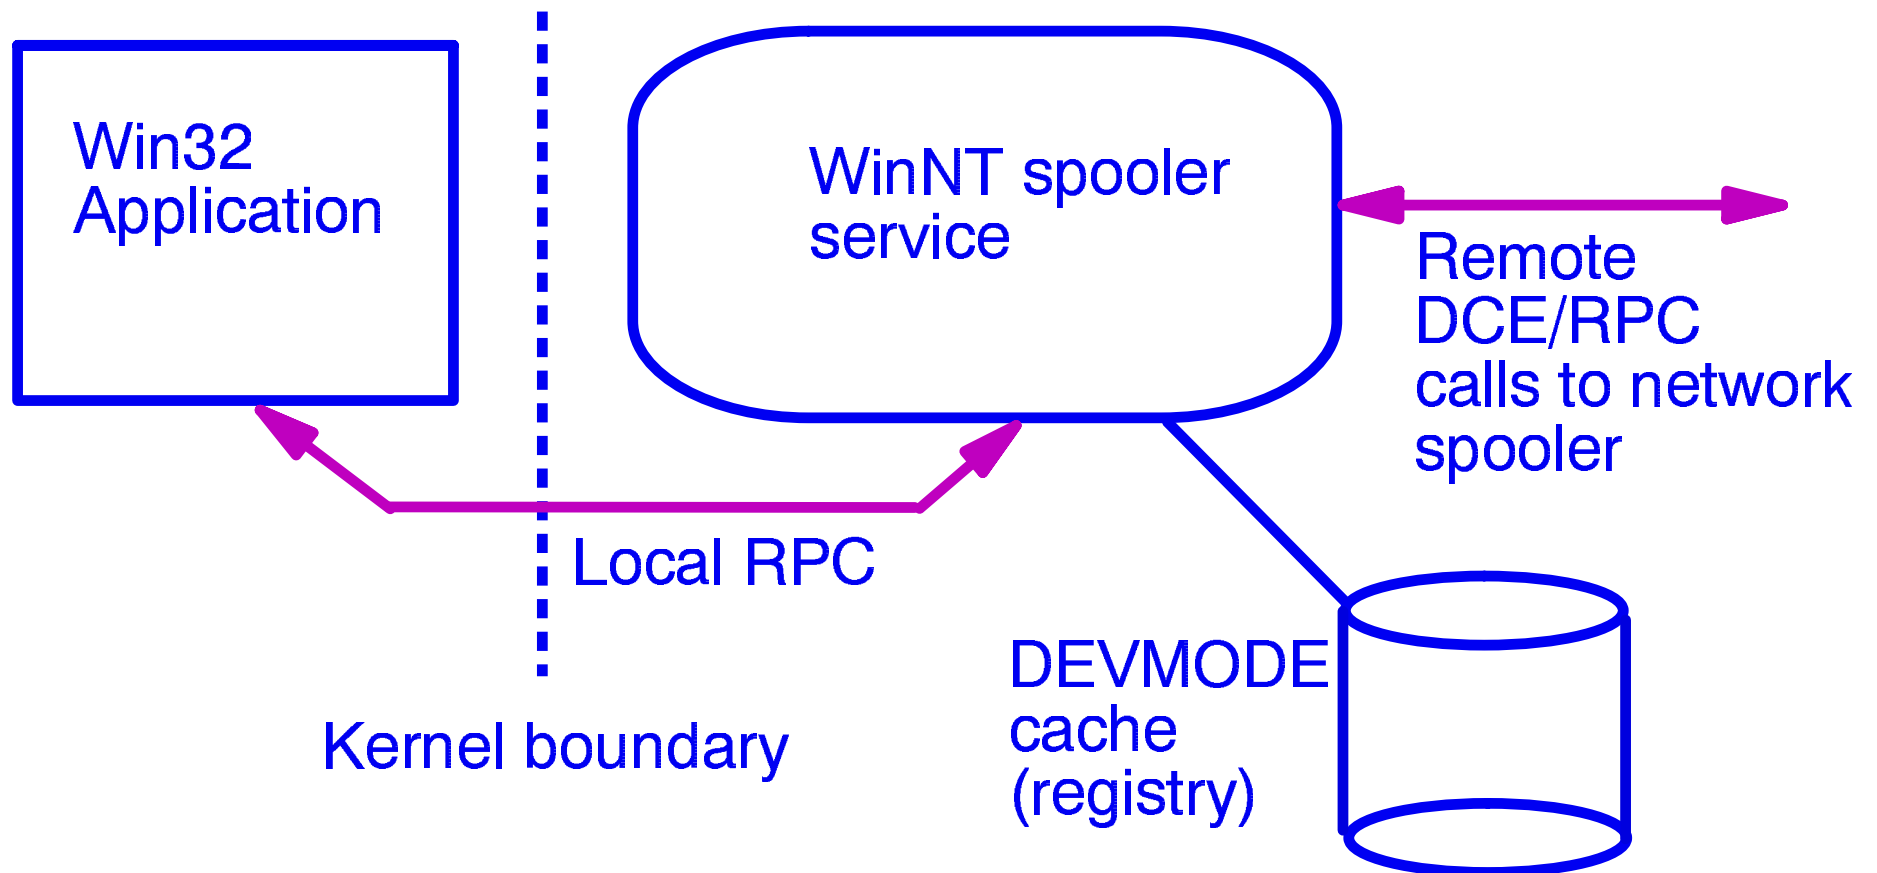 Win32
Application
WinNT spooler
service
Remote
DCE/RPC
calls to network
spooler
Local RPC
Kernel boundary
DEVMODE
cache
(registry)